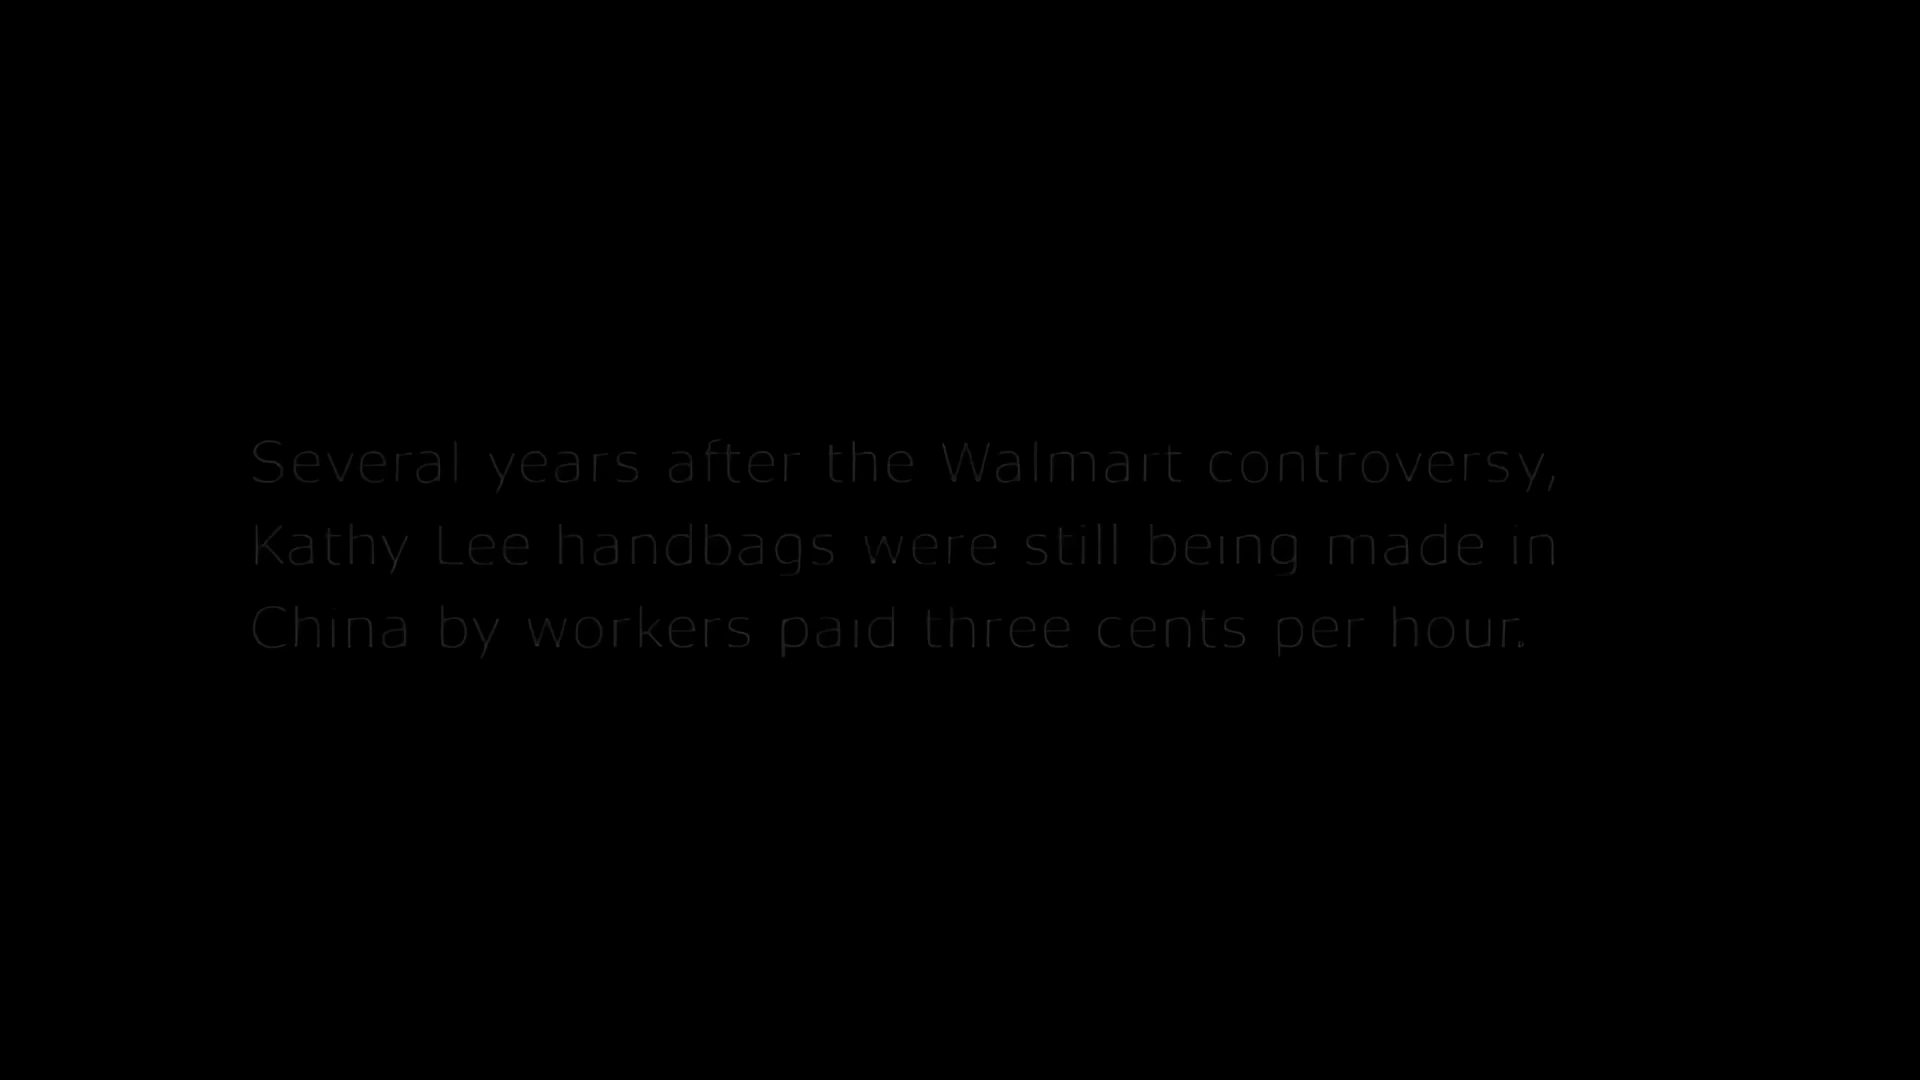 Several years after the Walmart controversy,
Kathy Lee handbags were still being made in
China by workers paid three cents per hour.